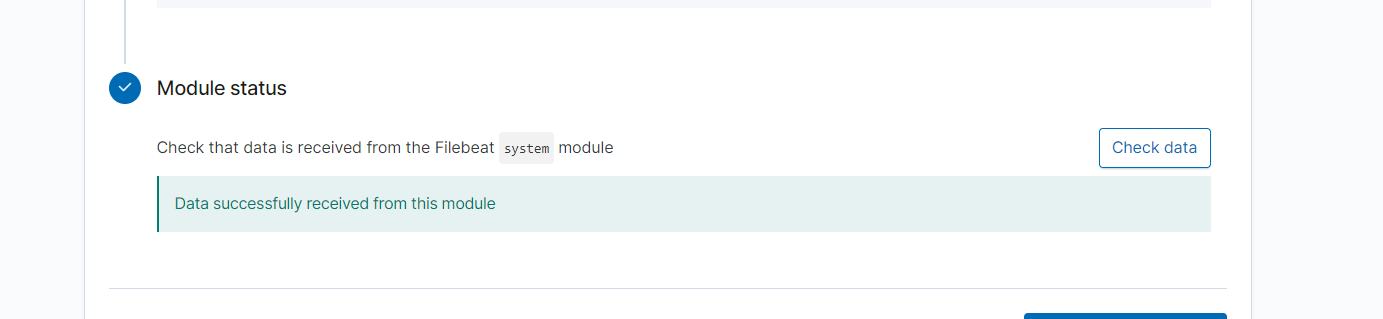 Module status
Check that data is received from the Filebeat system module
Check data
Data successfully received from this module